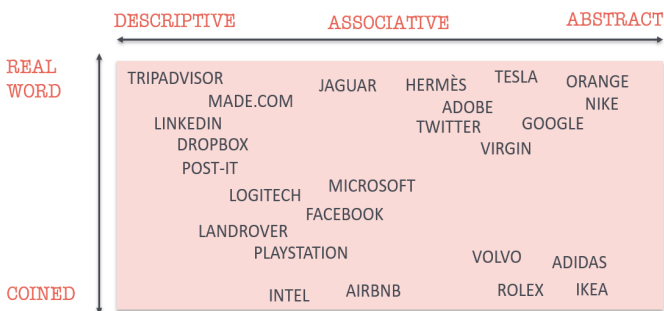 DESCRIPTIVE ASSOCIATIVE ABSTRACT
REAL
WORD
TRIPADVISOR JAGUAR HERMÈS TESLA ORANGE
MADE.COM ADOBE NIKE
LINKEDIN TWITTER GOOGLE
DROPBOX VIRGIN
POST-IT
LOGITECH MICROSOFT
FACEBOOK
LANDROVER
PLAYSTATION VOLVO ADIDAS
COINED INTEL AIRBNB ROLEX IKEA